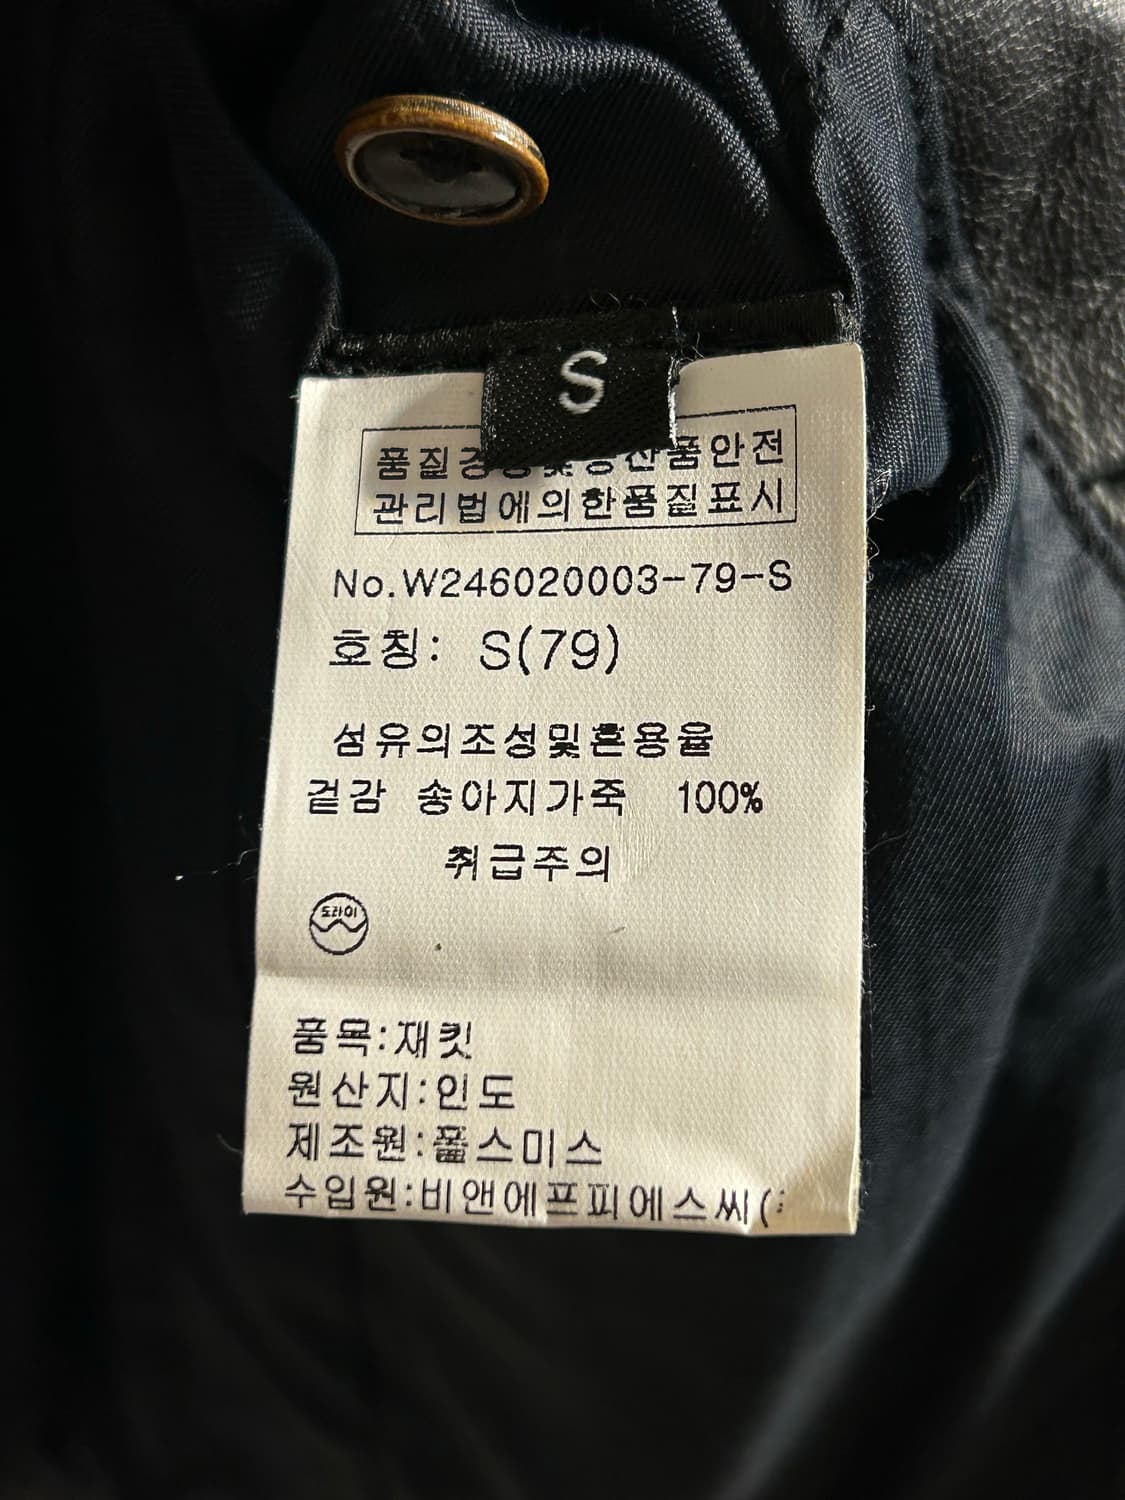 S
품질경영및공산품안전
관리법에의한품질표시
No.W246020003-79-S
호칭: S(79)
섬유의조성및혼용율
겉감 송아지가죽 100%
취급주의
드라이
품목:재킷
원산지:인도
제조원:폴스미스
수입원:비앤에프피에스씨(